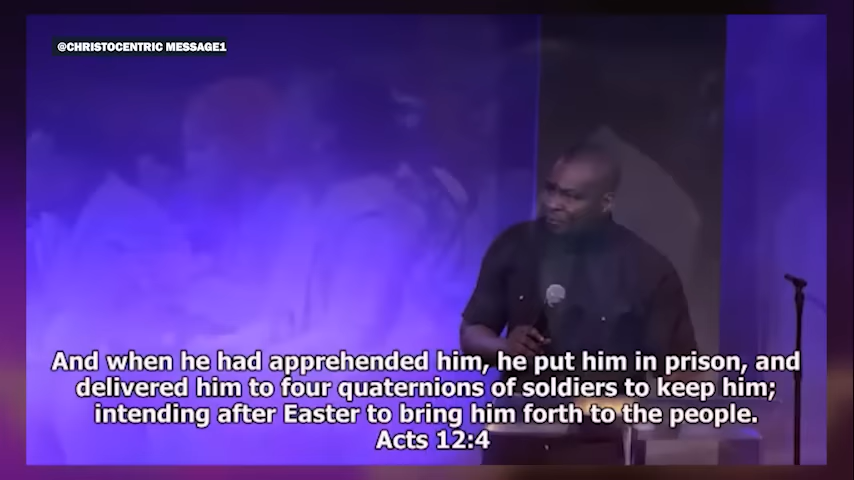 @CHRISTOCENTRIC MESSAGE1
And when he had apprehended him, he put him in prison, and
delivered him to four quaternions of soldiers to keep him;
intending after Easter to bring him forth to the people.
Acts 12:4